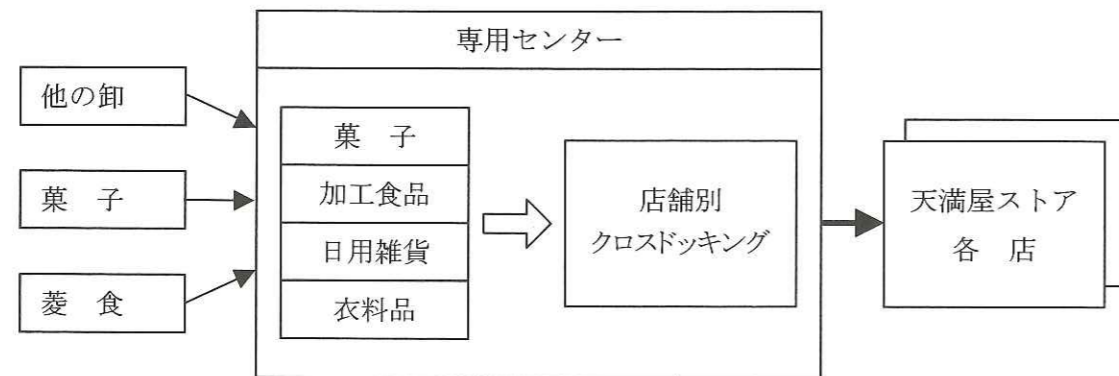 専用センター
他の卸
菓 子
菱 食
菓 子
加工食品
日用雑貨
衣料品
店舗別
クロスドッキング
天満屋ストア
各 店